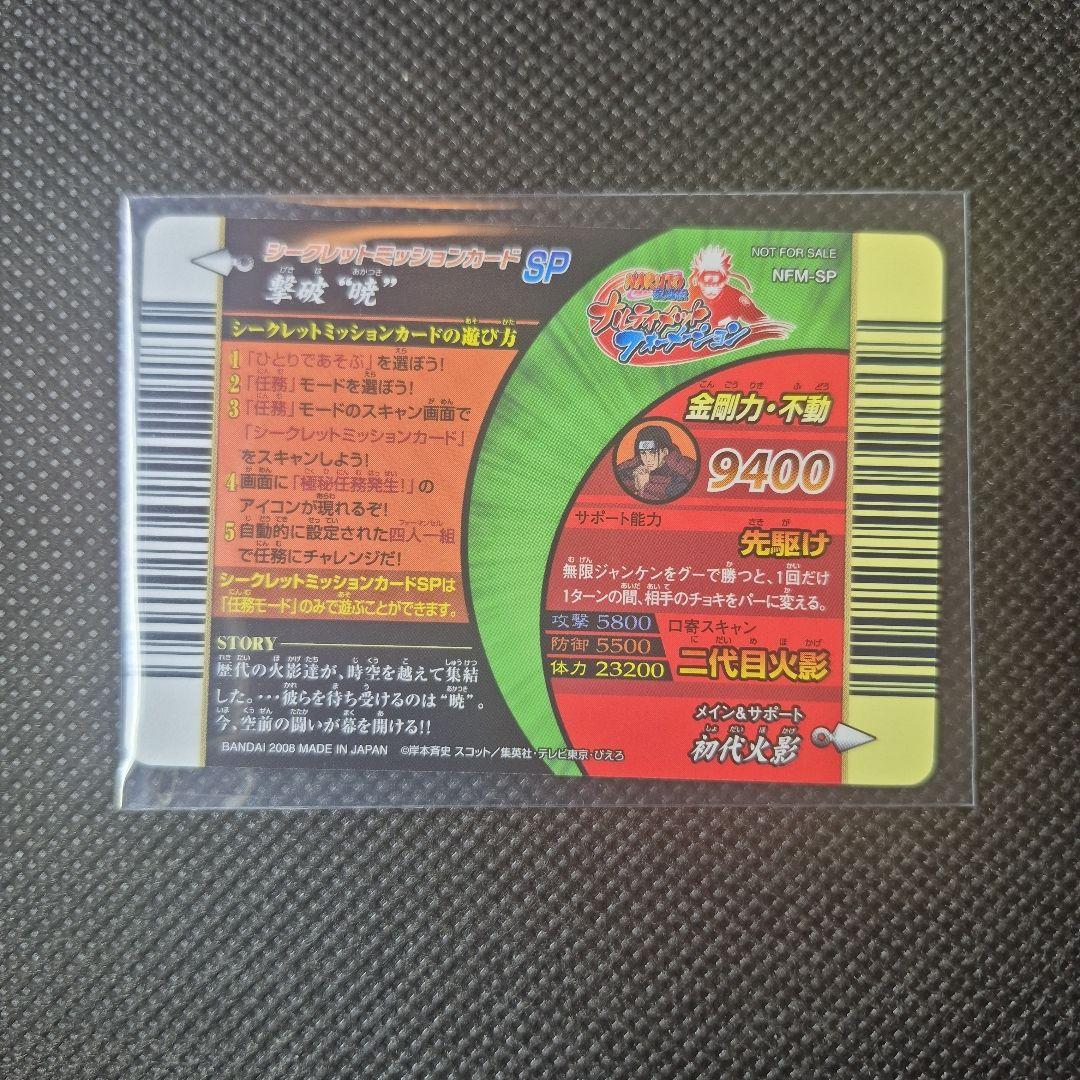 シークレットミッションカード SP
撃破 “暁”
シークレットミッションカードの遊び方
1 「ひとりであそぶ」を選ぼう!
2 「任務」モードを選ぼう!
3 「任務」モードのスキャン画面で
「シークレットミッションカード」
をスキャンしよう!
4 画面に「極秘任務発生!」の
アイコンが現れるぞ!
5 自動的に設定された四人一組
で任務にチャレンジだ!
シークレットミッションカードSPは
「任務モード」のみで遊ぶことができます。
STORY
歴代の火影達が、時空を越えて集結
した。…彼らを待ち受けるのは“暁”。
今、空前の闘いが幕を開ける!!
BANDAI 2008 MADE IN JAPAN ©岸本斉史 スコット/集英社・テレビ東京・ぴえろ
NOT FOR SALE
NFM-SP
NARUTO
ナルティメット
フォーメーション
金剛力・不動
9400
サポート能力
先駆け
無限ジャンケンをグーで勝つと、1回だけ
1ターンの間、相手のチョキをパーに変える。
攻撃 5800
防御 5500
体力 23200
口寄スキャン
二代目火影
メイン&サポート
初代火影